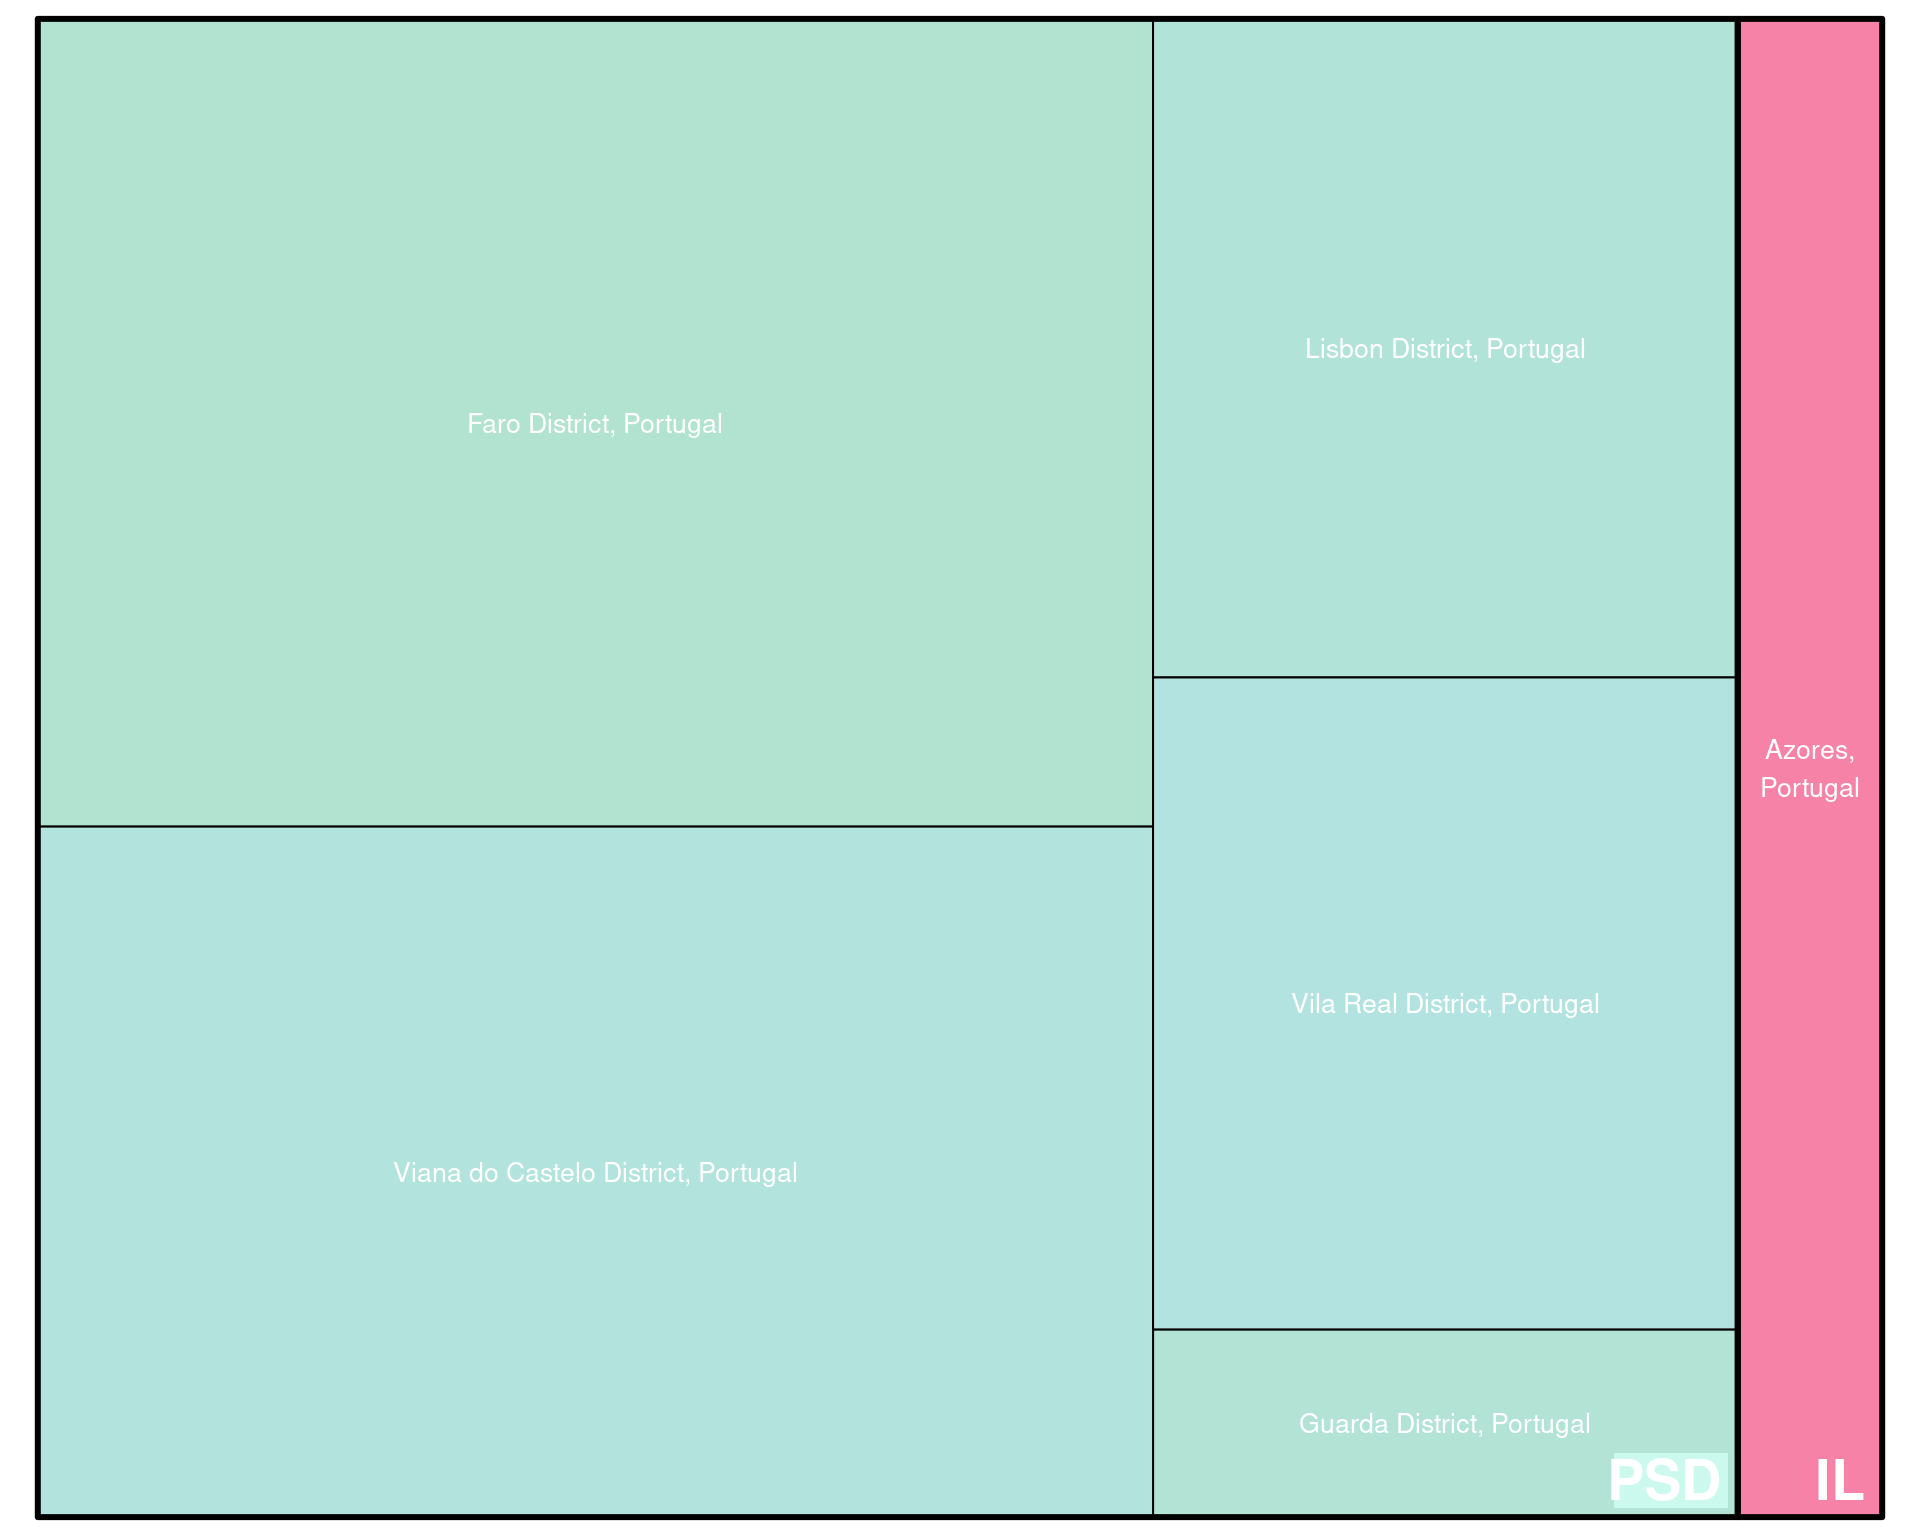 Faro District, Portugal
Viana do Castelo District, Portugal
Lisbon District, Portugal
Vila Real District, Portugal
Guarda District, Portugal
PSD
Azores,
Portugal
IL